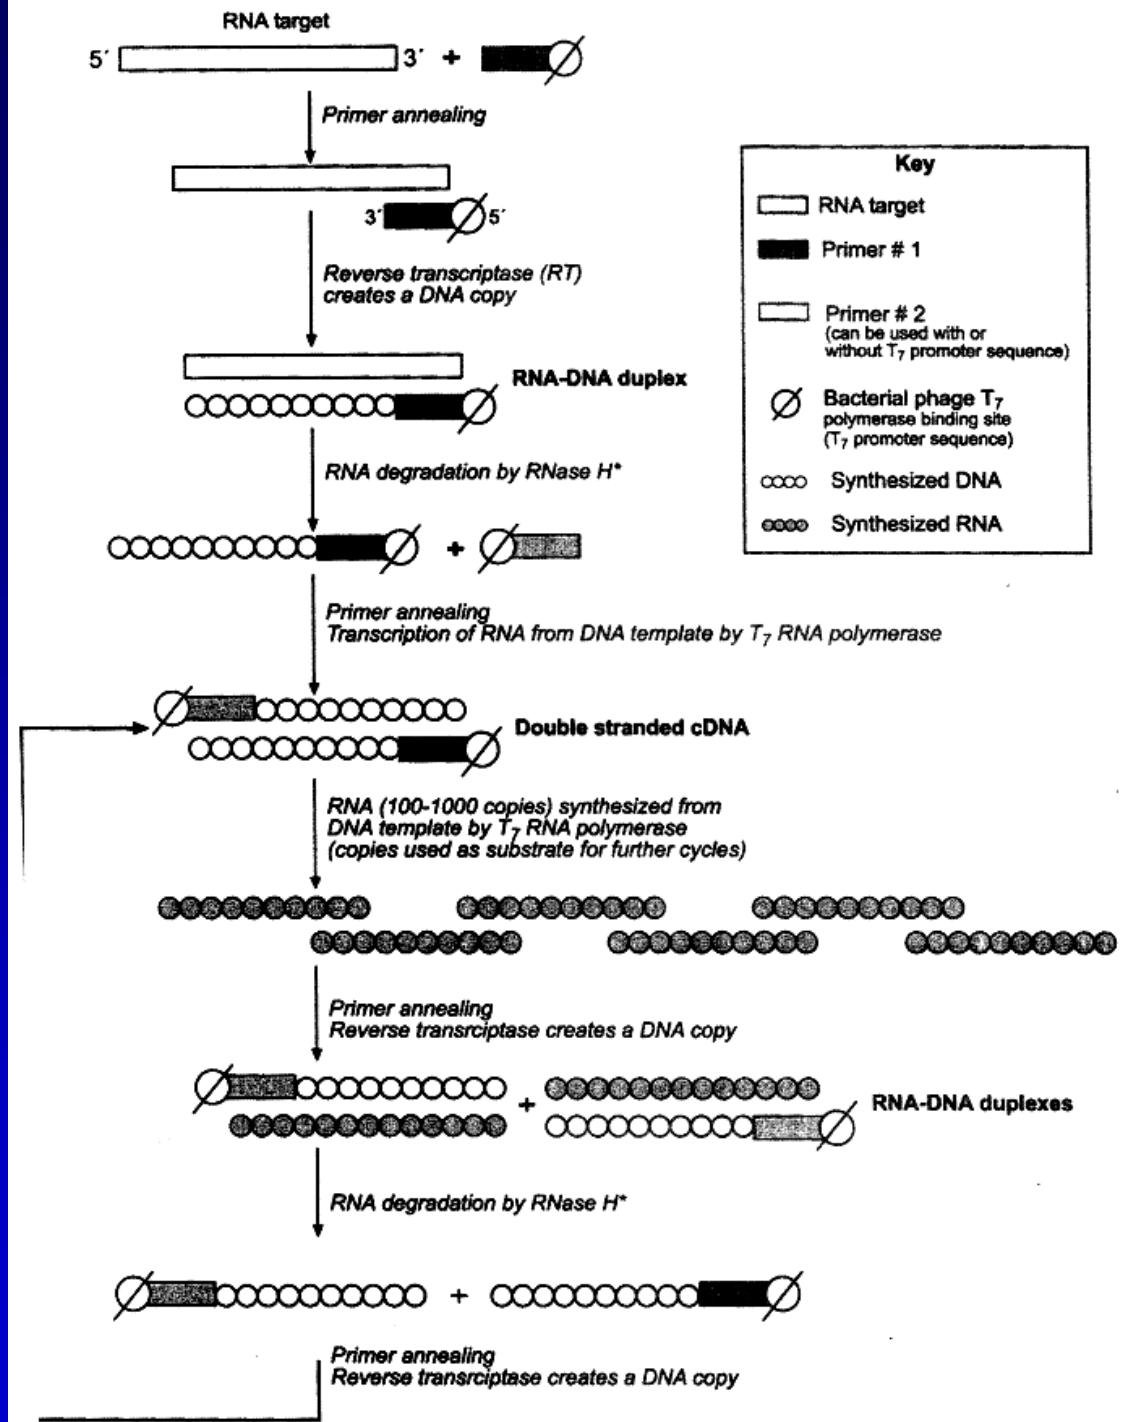 RNA target
5´ 3´ +
Primer annealing
3´ 5´
Reverse transcriptase (RT)
creates a DNA copy
RNA-DNA duplex
RNA degradation by RNase H*
+
Primer annealing
Transcription of RNA from DNA template by T7 RNA polymerase
Double stranded cDNA
RNA (100-1000 copies) synthesized from
DNA template by T7 RNA polymerase
(copies used as substrate for further cycles)
Primer annealing
Reverse transrciptase creates a DNA copy
+
RNA-DNA duplexes
RNA degradation by RNase H*
+
Primer annealing
Reverse transrciptase creates a DNA copy
Key
RNA target
Primer # 1
Primer # 2
(can be used with or
without T7 promoter sequence)
Bacterial phage T7
polymerase binding site
(T7 promoter sequence)
Synthesized DNA
Synthesized RNA